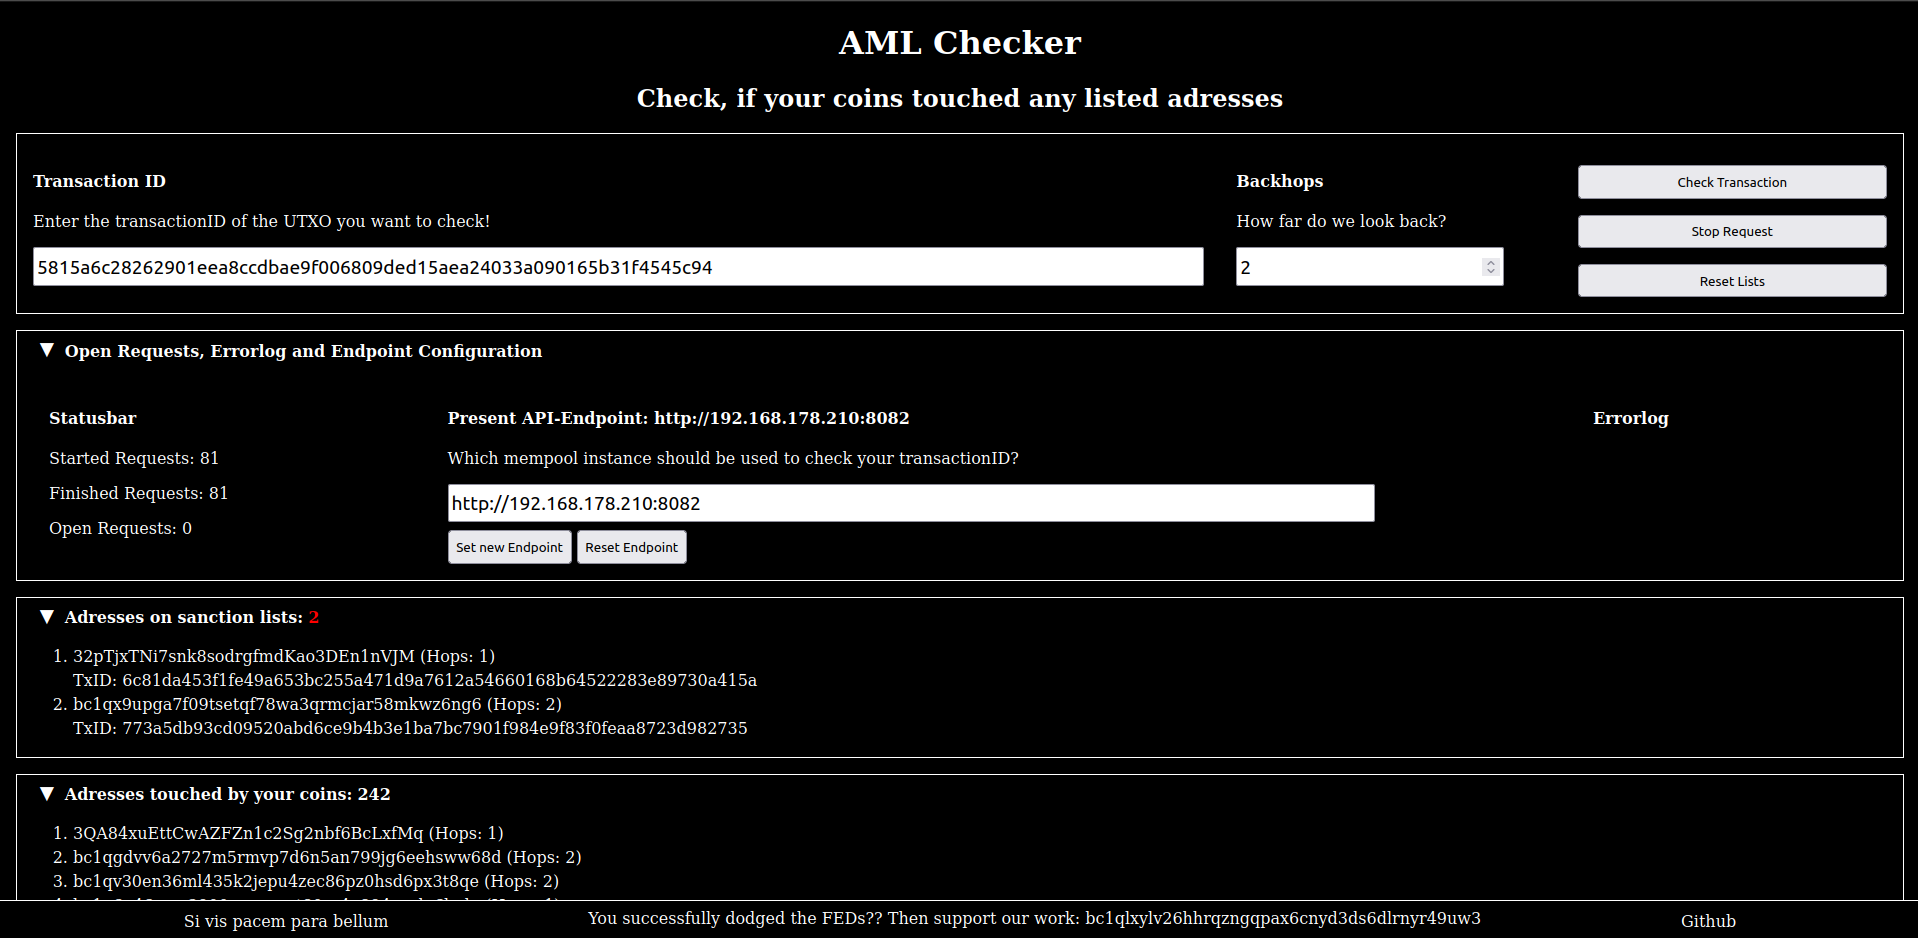 AML Checker
Check, if your coins touched any listed adresses
Transaction ID
Enter the transactionID of the UTXO you want to check!
5815a6c28262901eea8ccdbae9f006809ded15aea24033a090165b31f4545c94
Backhops
How far do we look back?
2
Check Transaction
Stop Request
Reset Lists
▼ Open Requests, Errorlog and Endpoint Configuration
Statusbar
Started Requests: 81
Finished Requests: 81
Open Requests: 0
Present API-Endpoint: http://192.168.178.210:8082
Which mempool instance should be used to check your transactionID?
http://192.168.178.210:8082
Set new Endpoint Reset Endpoint
Errorlog
▼ Adresses on sanction lists: 2
1. 32pTjxTNi7snk8sodrgfmdKao3DEn1nVJM (Hops: 1)
TxID: 6c81da453f1fe49a653bc255a471d9a7612a54660168b64522283e89730a415a
2. bc1qx9upga7f09tsetqf78wa3qrmcjar58mkwz6ng6 (Hops: 2)
TxID: 773a5db93cd09520abd6ce9b4b3e1ba7bc7901f984e9f83f0feaa8723d982735
▼ Adresses touched by your coins: 242
1. 3QA84xuEttCwAZFZn1c2Sg2nbf6BcLxfMq (Hops: 1)
2. bc1qgdvv6a2727m5rmvp7d6n5an799jg6eehsww68d (Hops: 2)
3. bc1qv30en36ml435k2jepu4zec86pz0hsd6px3t8qe (Hops: 2)
Si vis pacem para bellum
You successfully dodged the FEDs?? Then support our work: bc1qlxylv26hhrqzngqpax6cnyd3ds6dlrnyr49uw3
Github